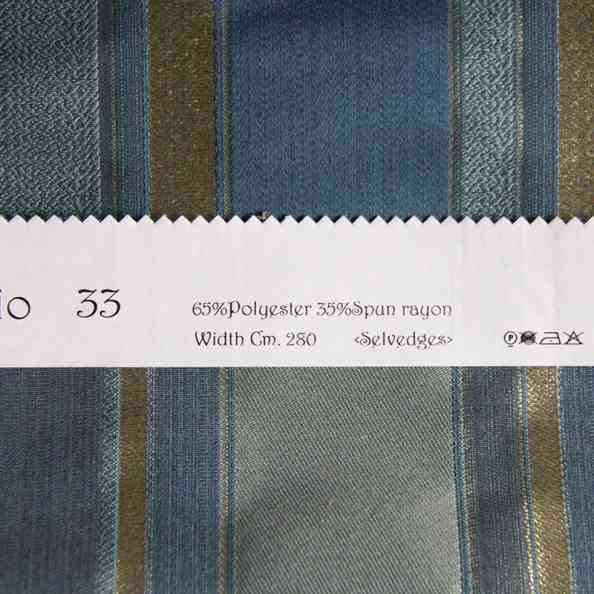 io 33
65%Polyester 35%Spun rayon
Width Cm. 280 <Selvedges>
P